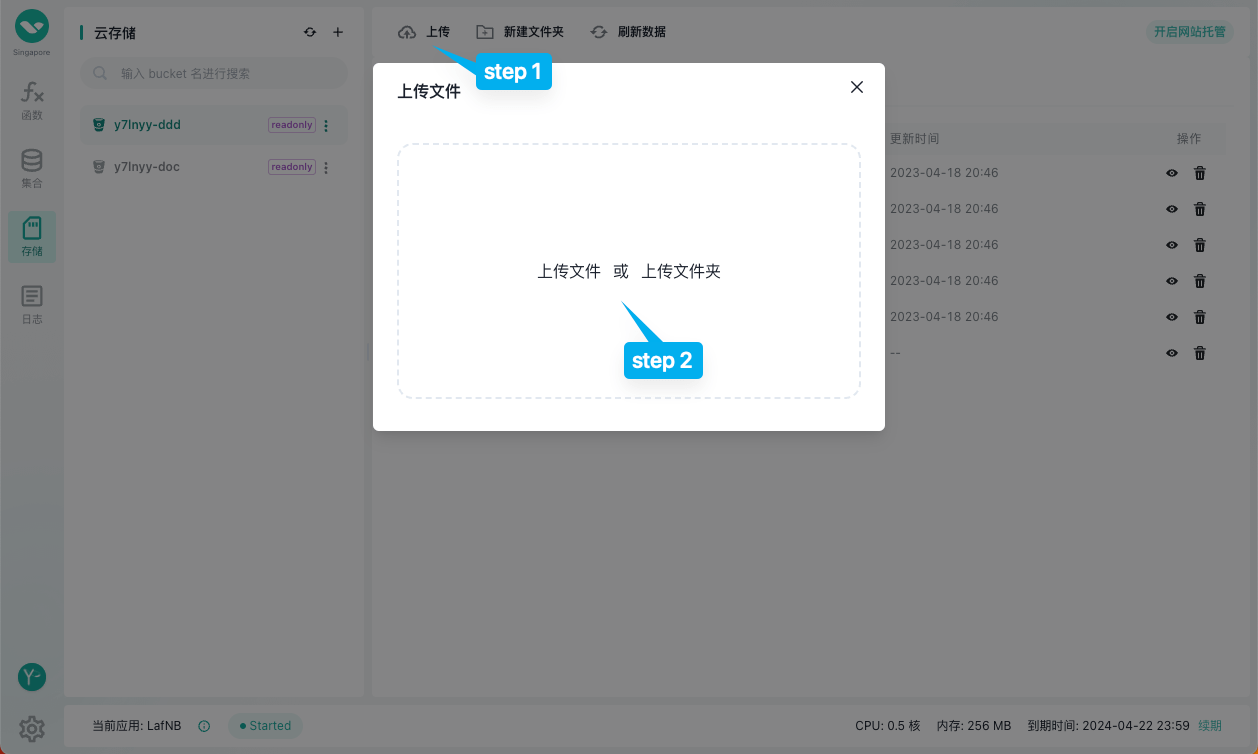 Singapore
函数
集合
存储
日志
云存储
输入 bucket 名进行搜索
y7lnyy-ddd
readonly
y7lnyy-doc
readonly
上传
新建文件夹
刷新数据
开启网站托管
step 1
上传文件
上传文件 或 上传文件夹
step 2
更新时间
操作
2023-04-18 20:46
2023-04-18 20:46
2023-04-18 20:46
2023-04-18 20:46
2023-04-18 20:46
--
当前应用: LafNB
Started
CPU: 0.5 核
内存: 256 MB
到期时间: 2024-04-22 23:59
续期